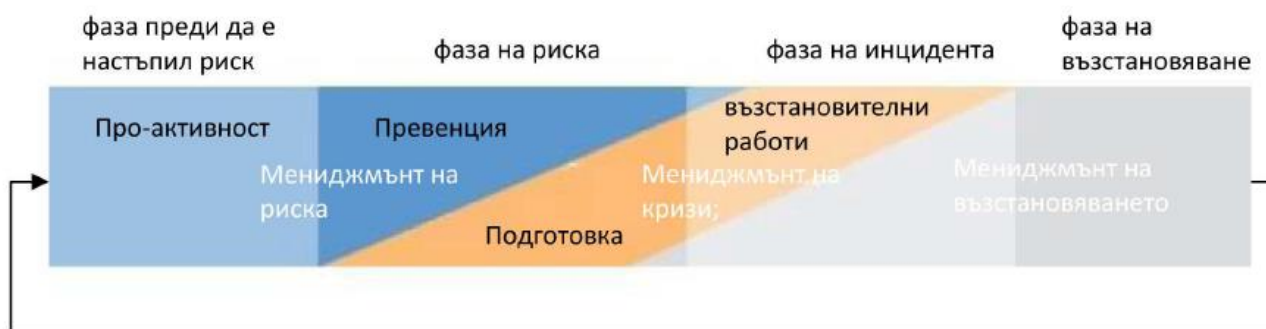 фаза преди да е
настъпил риск
фаза на риска
фаза на инцидента
фаза на
възстановяване
Про-активност
Превенция
възстановителни
работи
Мениджмънт на
риска
Мениджмънт на
кризи;
Мениджмънт на
възстановяването
Подготовка